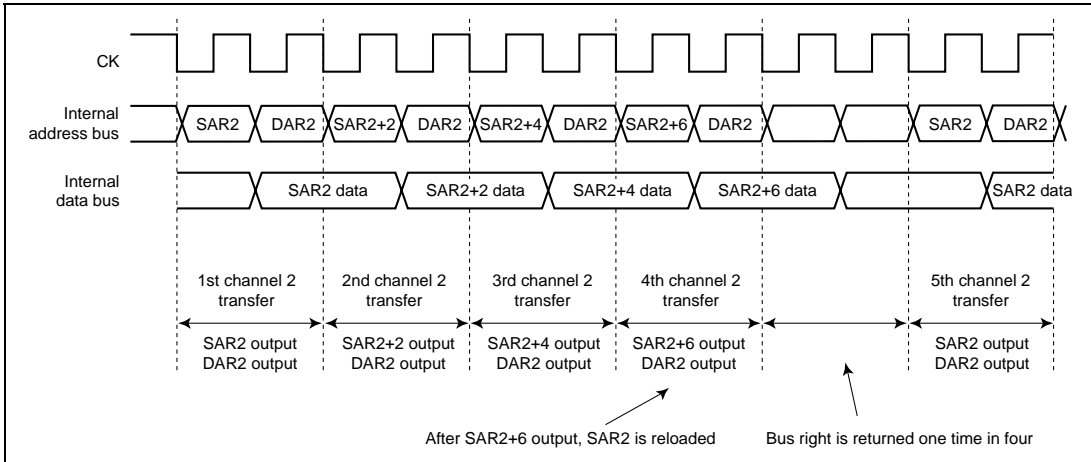 CK
Internal
address bus
SAR2 DAR2 SAR2+2 DAR2 SAR2+4 DAR2 SAR2+6 DAR2 SAR2 DAR2
Internal
data bus
SAR2 data SAR2+2 data SAR2+4 data SAR2+6 data SAR2 data
1st channel 2
transfer
2nd channel 2
transfer
3rd channel 2
transfer
4th channel 2
transfer
5th channel 2
transfer
SAR2 output
DAR2 output
SAR2+2 output
DAR2 output
SAR2+4 output
DAR2 output
SAR2+6 output
DAR2 output
SAR2 output
DAR2 output
After SAR2+6 output, SAR2 is reloaded
Bus right is returned one time in four